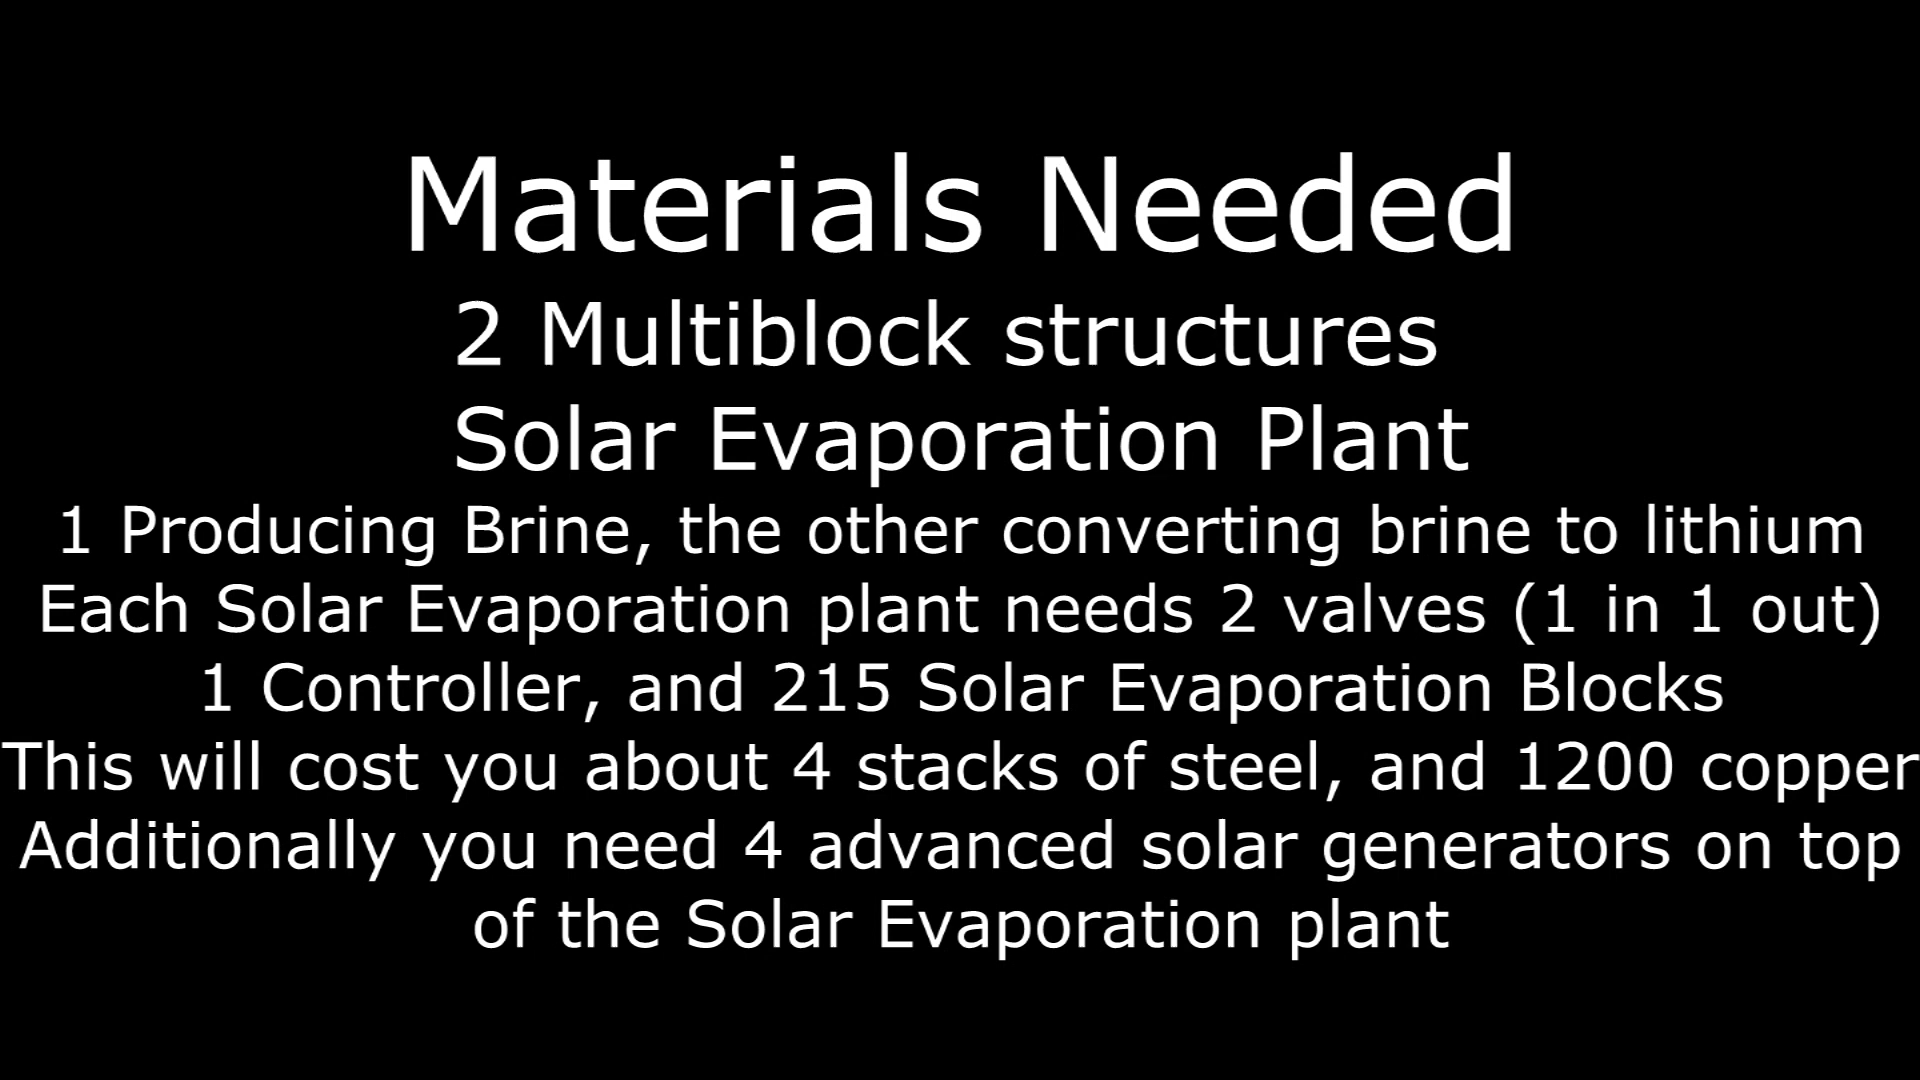 Materials Needed
2 Multiblock structures
Solar Evaporation Plant
1 Producing Brine, the other converting brine to lithium
Each Solar Evaporation plant needs 2 valves (1 in 1 out)
1 Controller, and 215 Solar Evaporation Blocks
This will cost you about 4 stacks of steel, and 1200 copper
Additionally you need 4 advanced solar generators on top
of the Solar Evaporation plant